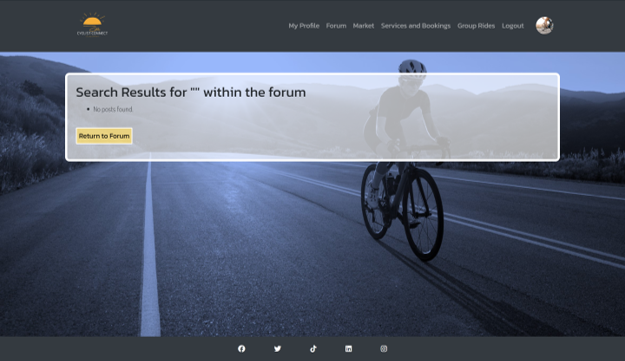 My Profile Forum Market Services and Bookings Group Rides Logout
Search Results for "" within the forum
No posts found.
Return to Forum